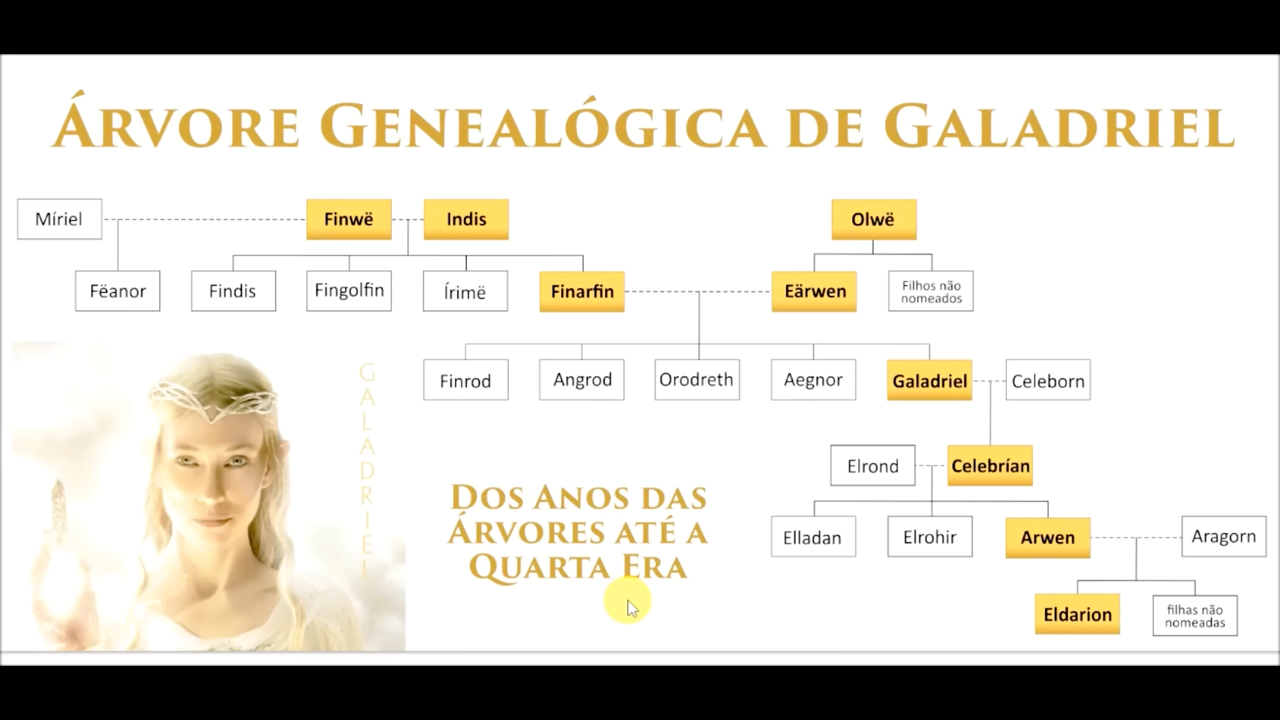 ÁRVORE GENEALÓGICA DE GALADRIEL
Míriel
Finwë
Indis
Olwë
Fëanor
Findis
Fingolfin
Írimë
Finarfin
Eärwen
Filhos não
nomeados
Finrod
Angrod
Orodreth
Aegnor
Galadriel
Celeborn
GALADRIEL
Elrond
Celebrían
DOS ANOS DAS
ÁRVORES ATÉ A
QUARTA ERA
Elladan
Elrohir
Arwen
Aragorn
Eldarion
filhas não
nomeadas